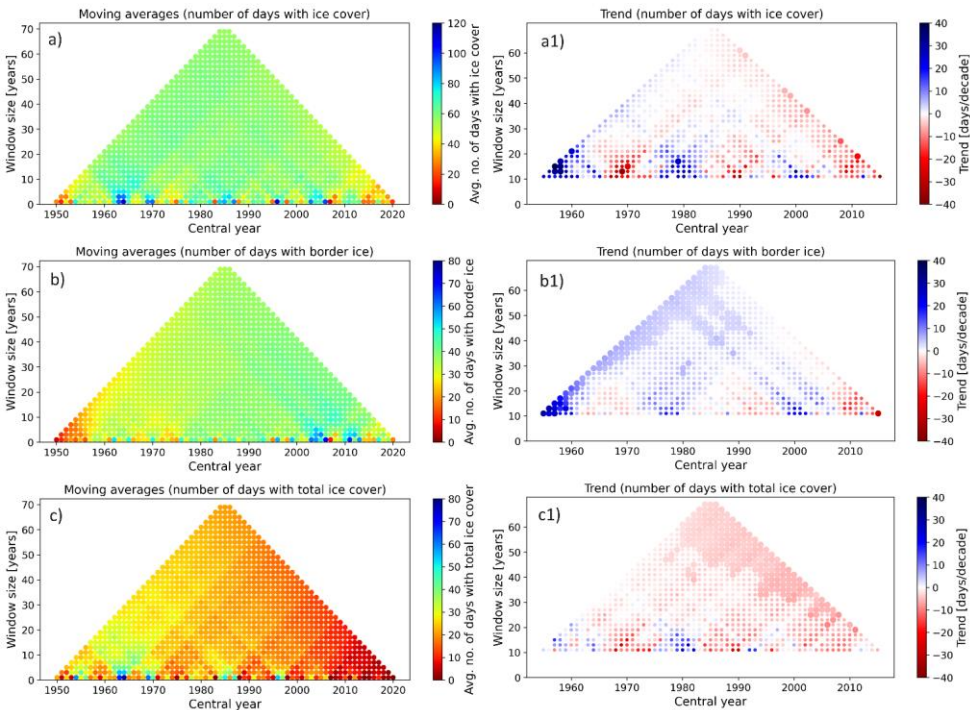 Moving averages (number of days with ice cover)
a)
Window size [years]
70
60
50
40
30
20
10
0
1950 1960 1970 1980 1990 2000 2010 2020
Central year
120
100
80
60
40
20
0
Avg. no. of days with ice cover
Trend (number of days with ice cover)
a1)
Window size [years]
60
50
40
30
20
10
0
1960 1970 1980 1990 2000 2010
Central year
40
30
20
10
0
−10
−20
−30
−40
Trend [days/decade]
Moving averages (number of days with border ice)
b)
Window size [years]
70
60
50
40
30
20
10
0
1950 1960 1970 1980 1990 2000 2010 2020
Central year
80
70
60
50
40
30
20
10
0
Avg. no. of days with border ice
Trend (number of days with border ice)
b1)
Window size [years]
60
50
40
30
20
10
0
1960 1970 1980 1990 2000 2010
Central year
40
30
20
10
0
−10
−20
−30
−40
Trend [days/decade]
Moving averages (number of days with total ice cover)
c)
Window size [years]
70
60
50
40
30
20
10
0
1950 1960 1970 1980 1990 2000 2010 2020
Central year
80
70
60
50
40
30
20
10
0
Avg. no. of days with total ice cover
Trend (number of days with total ice cover)
c1)
Window size [years]
60
50
40
30
20
10
0
1960 1970 1980 1990 2000 2010
Central year
40
30
20
10
0
−10
−20
−30
−40
Trend [days/decade]